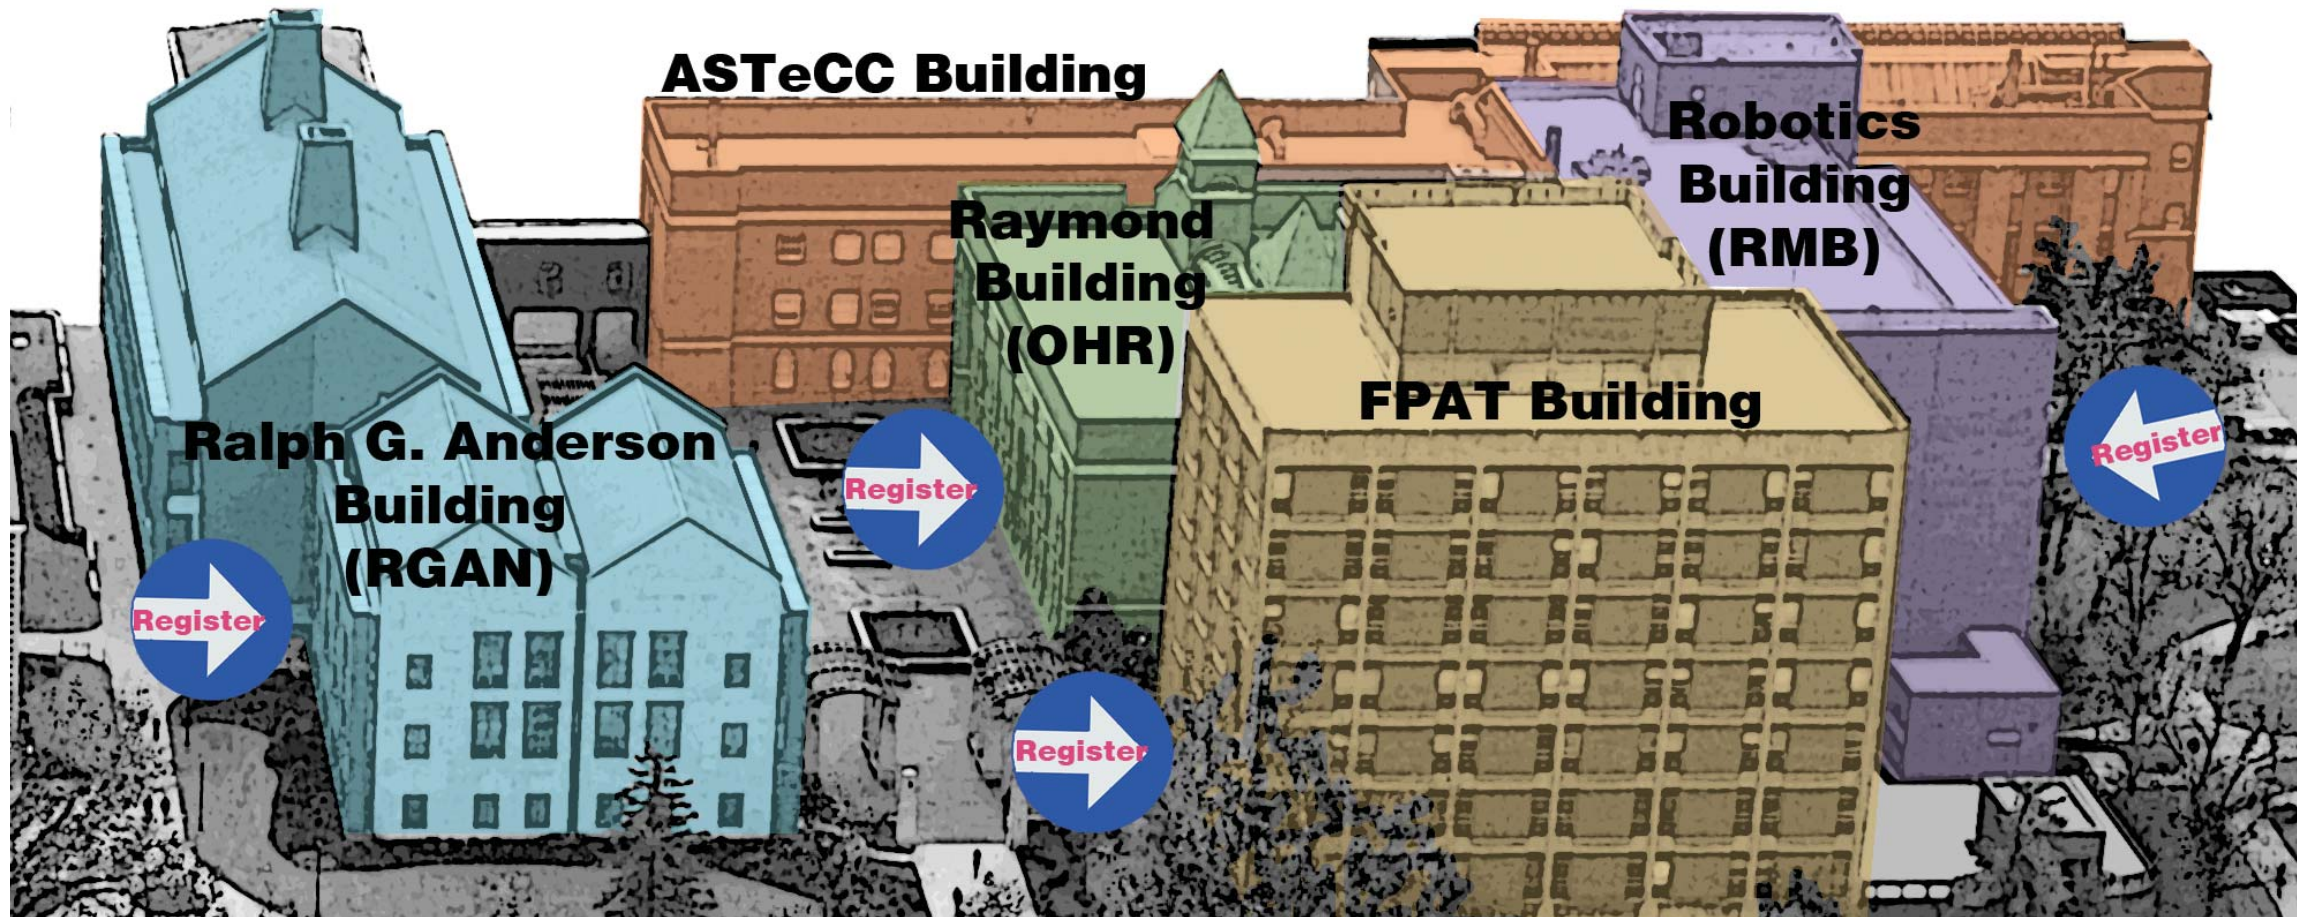 ASTeCC Building
Robotics
Building
(RMB)
Raymond
Building
(OHR)
FPAT Building
Ralph G. Anderson
Building
(RGAN)
Register
Register
Register
Register